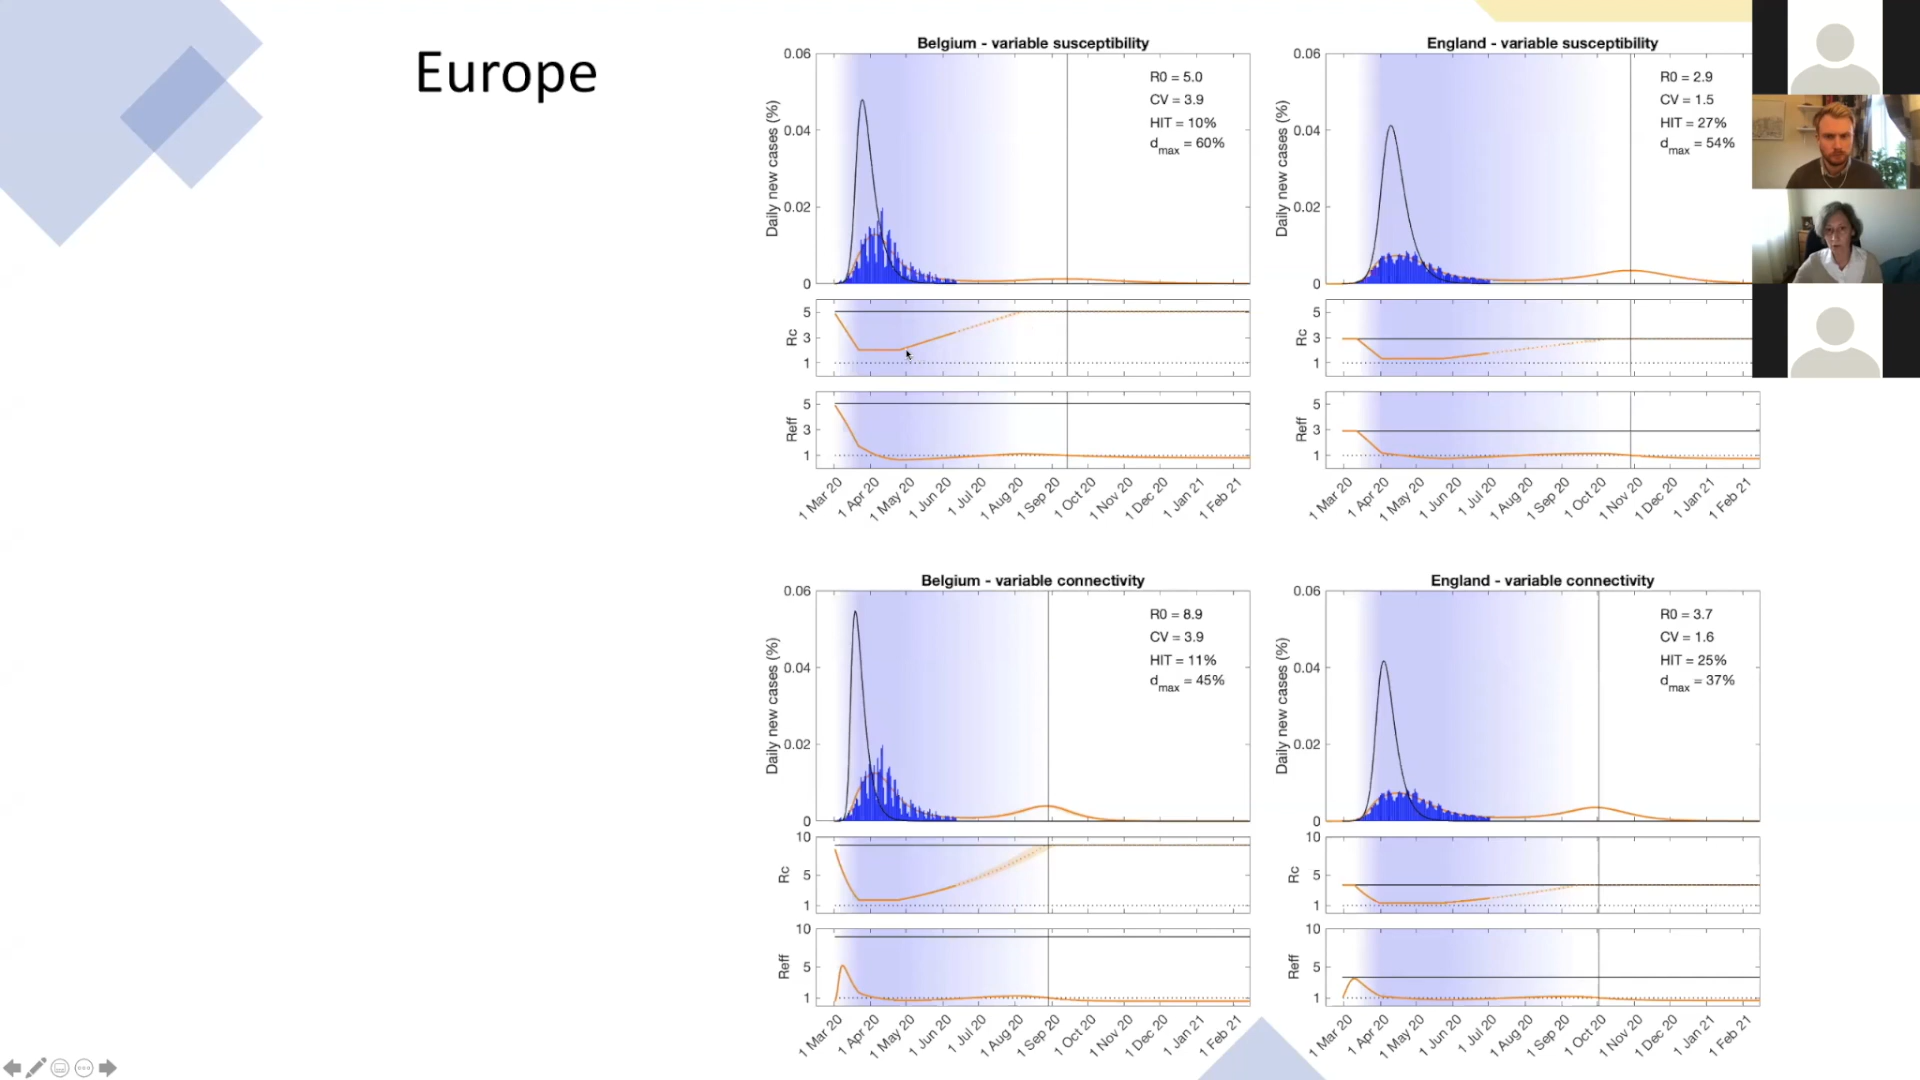 Europe
Belgium - variable susceptibility
Daily new cases (%)
0.06
0.04
0.02
0
R0 = 5.0
CV = 3.9
HIT = 10%
dmax = 60%
Rc
5
3
1
Reff
5
3
1
1 Mar 20
1 Apr 20
1 May 20
1 Jun 20
1 Jul 20
1 Aug 20
1 Sep 20
1 Oct 20
1 Nov 20
1 Dec 20
1 Jan 21
1 Feb 21
England - variable susceptibility
Daily new cases (%)
0.06
0.04
0.02
0
R0 = 2.9
CV = 1.5
HIT = 27%
dmax = 54%
Rc
5
3
1
Reff
5
3
1
1 Mar 20
1 Apr 20
1 May 20
1 Jun 20
1 Jul 20
1 Aug 20
1 Sep 20
1 Oct 20
1 Nov 20
1 Dec 20
1 Jan 21
1 Feb 21
Belgium - variable connectivity
Daily new cases (%)
0.06
0.04
0.02
0
R0 = 8.9
CV = 3.9
HIT = 11%
dmax = 45%
Rc
10
5
1
Reff
10
5
1
1 Mar 20
1 Apr 20
1 May 20
1 Jun 20
1 Jul 20
1 Aug 20
1 Sep 20
1 Oct 20
1 Nov 20
1 Dec 20
1 Jan 21
1 Feb 21
England - variable connectivity
Daily new cases (%)
0.06
0.04
0.02
0
R0 = 3.7
CV = 1.6
HIT = 25%
dmax = 37%
Rc
10
5
1
Reff
10
5
1
1 Mar 20
1 Apr 20
1 May 20
1 Jun 20
1 Jul 20
1 Aug 20
1 Sep 20
1 Oct 20
1 Nov 20
1 Dec 20
1 Jan 21
1 Feb 21